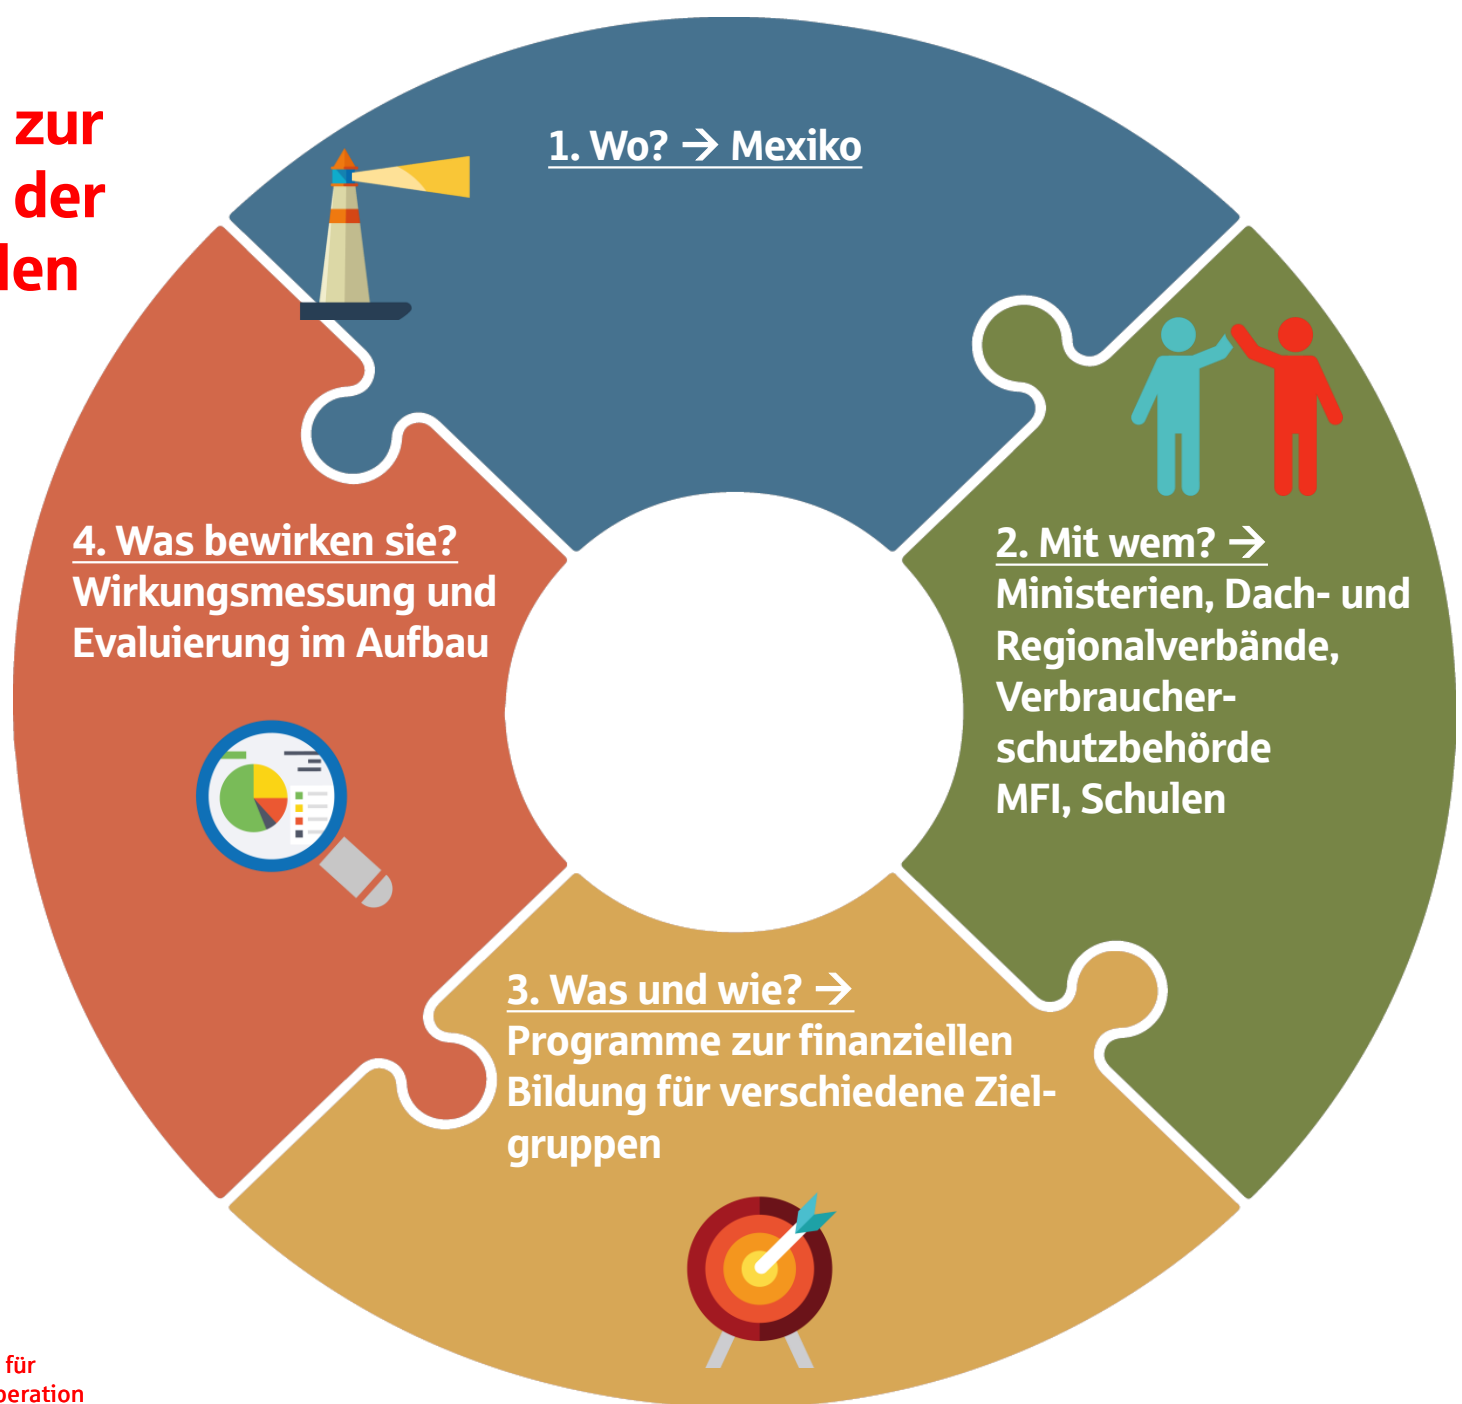 zur
der
len
1. Wo? → Mexiko
2. Mit wem? →
Ministerien, Dach- und
Regionalverbände,
Verbraucher-
schutzbehörde
MFI, Schulen
3. Was und wie? →
Programme zur finanziellen
Bildung für verschiedene Ziel-
gruppen
4. Was bewirken sie?
Wirkungsmessung und
Evaluierung im Aufbau
für
peration